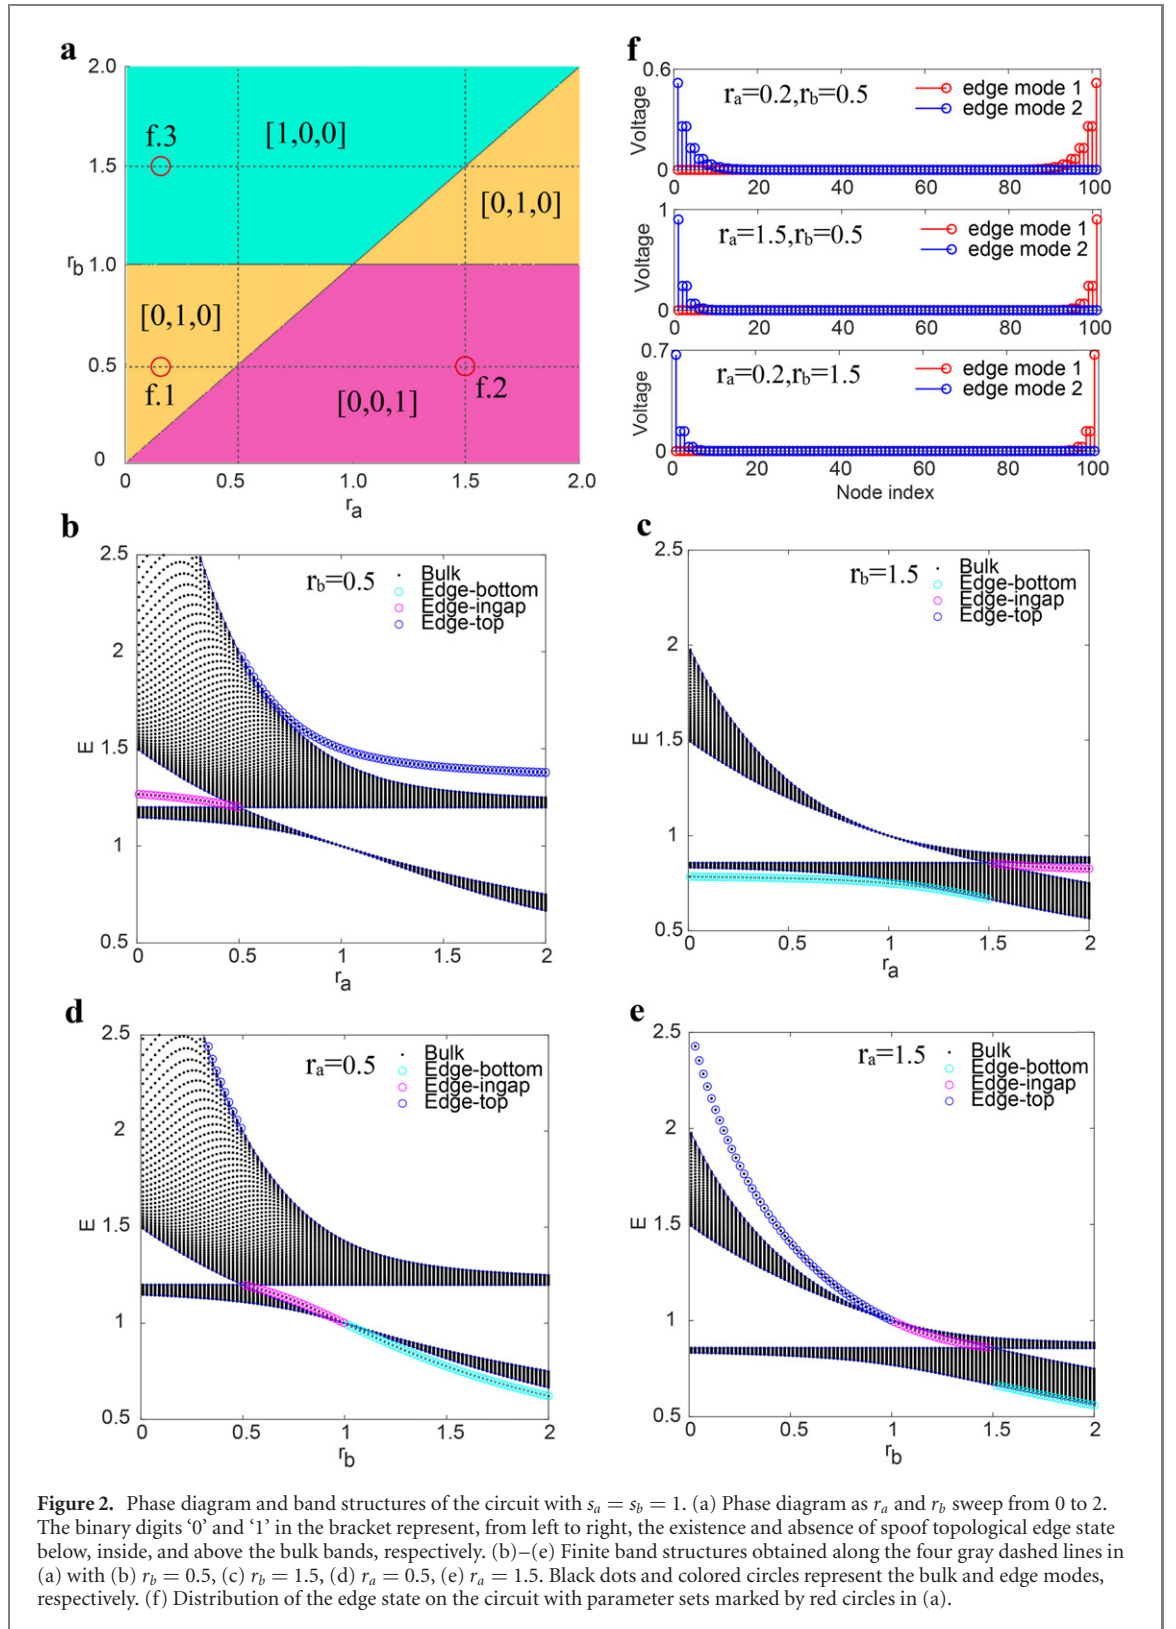 a
2.0
1.5
r_b 1.0
0.5
0
0
0.5
1.0
1.5
2.0
r_a
f.3
[1,0,0]
[0,1,0]
[0,1,0]
f.1
[0,0,1]
f.2
f
0.6
Voltage
0
r_a=0.2,r_b=0.5
edge mode 1
edge mode 2
0 20 40 60 80 100
1
Voltage
0
r_a=1.5,r_b=0.5
edge mode 1
edge mode 2
0 20 40 60 80 100
0.7
Voltage
0
r_a=0.2,r_b=1.5
edge mode 1
edge mode 2
0 20 40 60 80 100
Node index
b
2.5
2
E 1.5
1
0.5
r_b=0.5
Bulk
Edge-bottom
Edge-ingap
Edge-top
0 0.5 1 1.5 2
r_a
c
2.5
2
E 1.5
1
0.5
r_b=1.5
Bulk
Edge-bottom
Edge-ingap
Edge-top
0 0.5 1 1.5 2
r_a
d
2.5
2
E 1.5
1
0.5
r_a=0.5
Bulk
Edge-bottom
Edge-ingap
Edge-top
0 0.5 1 1.5 2
r_b
e
2.5
2
E 1.5
1
0.5
r_a=1.5
Bulk
Edge-bottom
Edge-ingap
Edge-top
0 0.5 1 1.5 2
r_b
Figure 2. Phase diagram and band structures of the circuit with s_a = s_b = 1. (a) Phase diagram as r_a and r_b sweep from 0 to 2.
The binary digits ‘0’ and ‘1’ in the bracket represent, from left to right, the existence and absence of spoof topological edge state
below, inside, and above the bulk bands, respectively. (b)–(e) Finite band structures obtained along the four gray dashed lines in
(a) with (b) r_b = 0.5, (c) r_b = 1.5, (d) r_a = 0.5, (e) r_a = 1.5. Black dots and colored circles represent the bulk and edge modes,
respectively. (f) Distribution of the edge state on the circuit with parameter sets marked by red circles in (a).